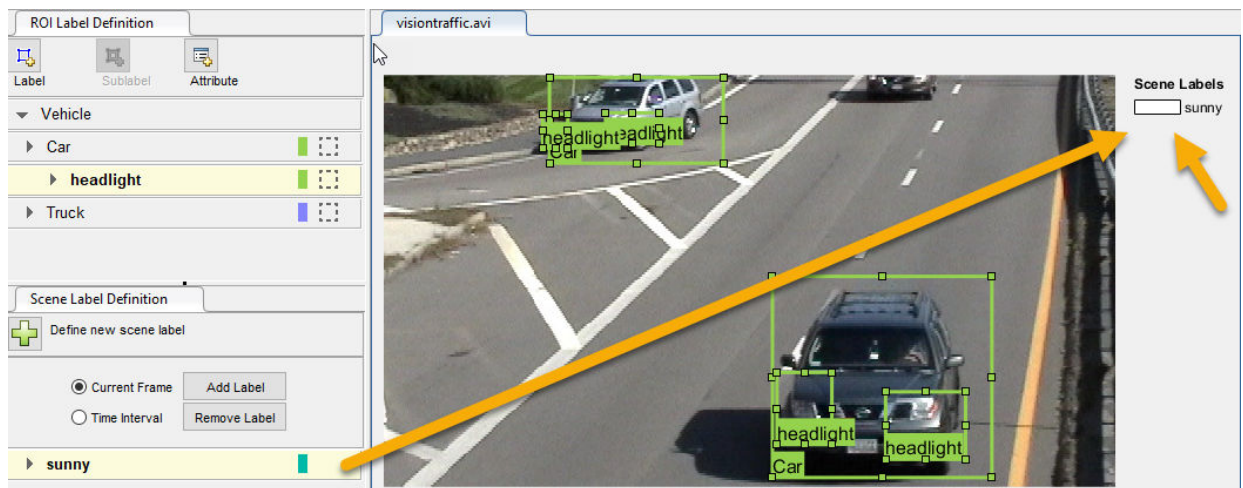 ROI Label Definition
Label
Sublabel
Attribute
Vehicle
Car
headlight
Truck
Scene Label Definition
Define new scene label
Current Frame
Add Label
Time Interval
Remove Label
sunny
visiontraffic.avi
headlight
eadlight
Car
headlight
headlight
Car
Scene Labels
sunny